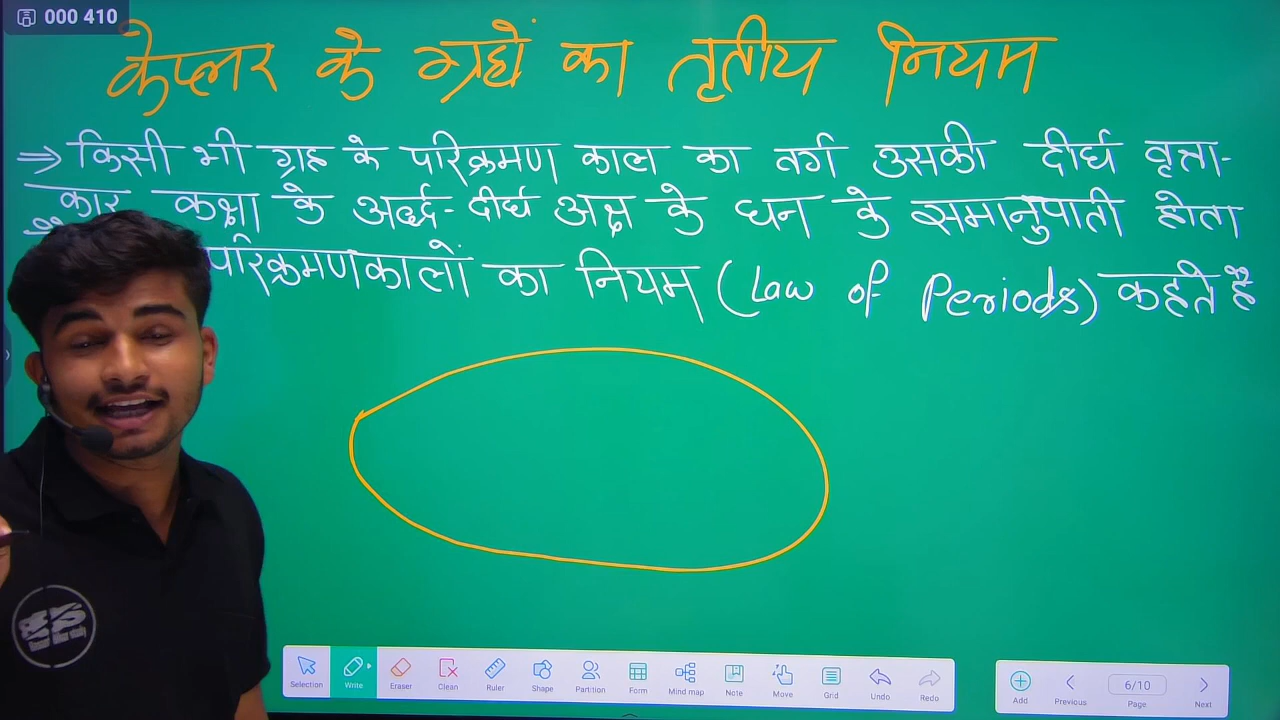 000 410
केप्लर के ग्रहों का तृतीय नियम
⇒ किसी भी ग्रह के परिक्रमण काल का वर्ग उसकी दीर्घ वृत्ता-
कार कक्षा के अर्द्ध-दीर्घ अक्ष के घन के समानुपाती होता
परिक्रमणकालों का नियम (Law of Periods) कहते हैं
Selection Write Eraser Clean Ruler Shape Partition Form Mind map Note Move Grid Undo Redo
Add Previous 6/10 Page Next